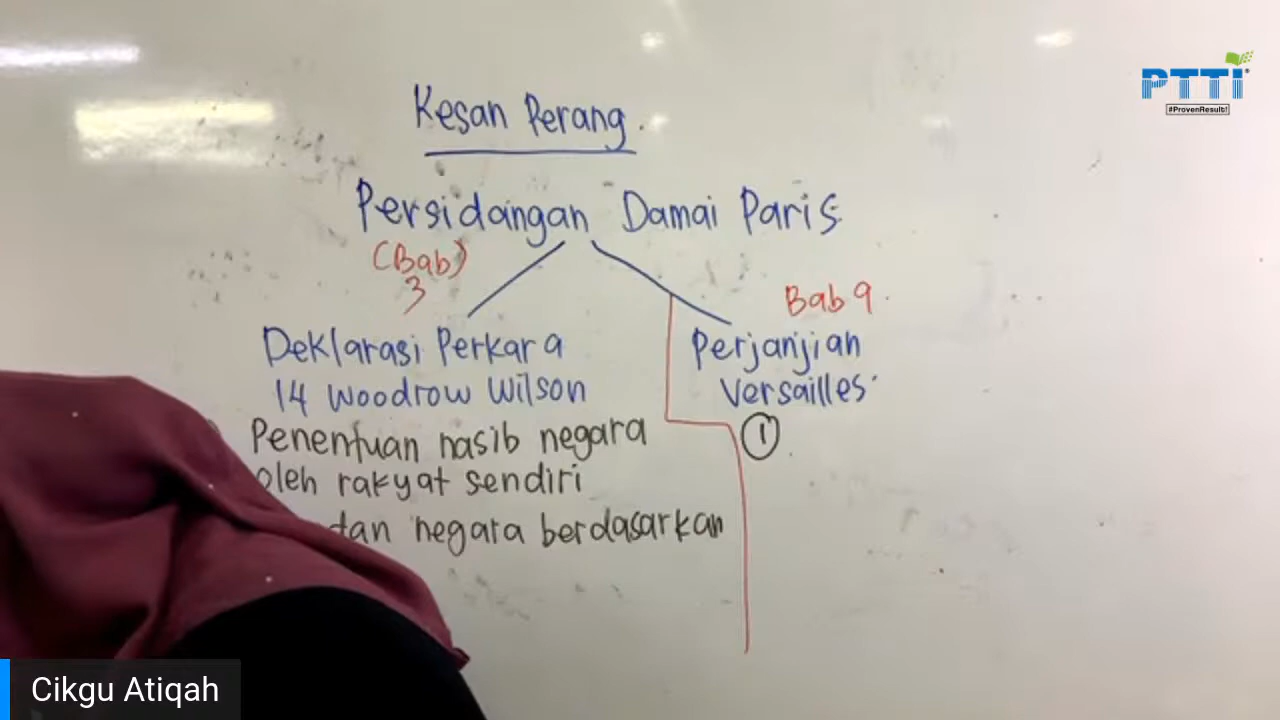 PTTI
#ProvenResult!
Kesan Perang.
Persidangan Damai Paris
(Bab)
3
Bab 9.
Deklarasi Perkara
14 Woodrow Wilson
Perjanjian
Versailles
Penentuan nasib negara
oleh rakyat sendiri
negara berdasarkan
1
Cikgu Atiqah